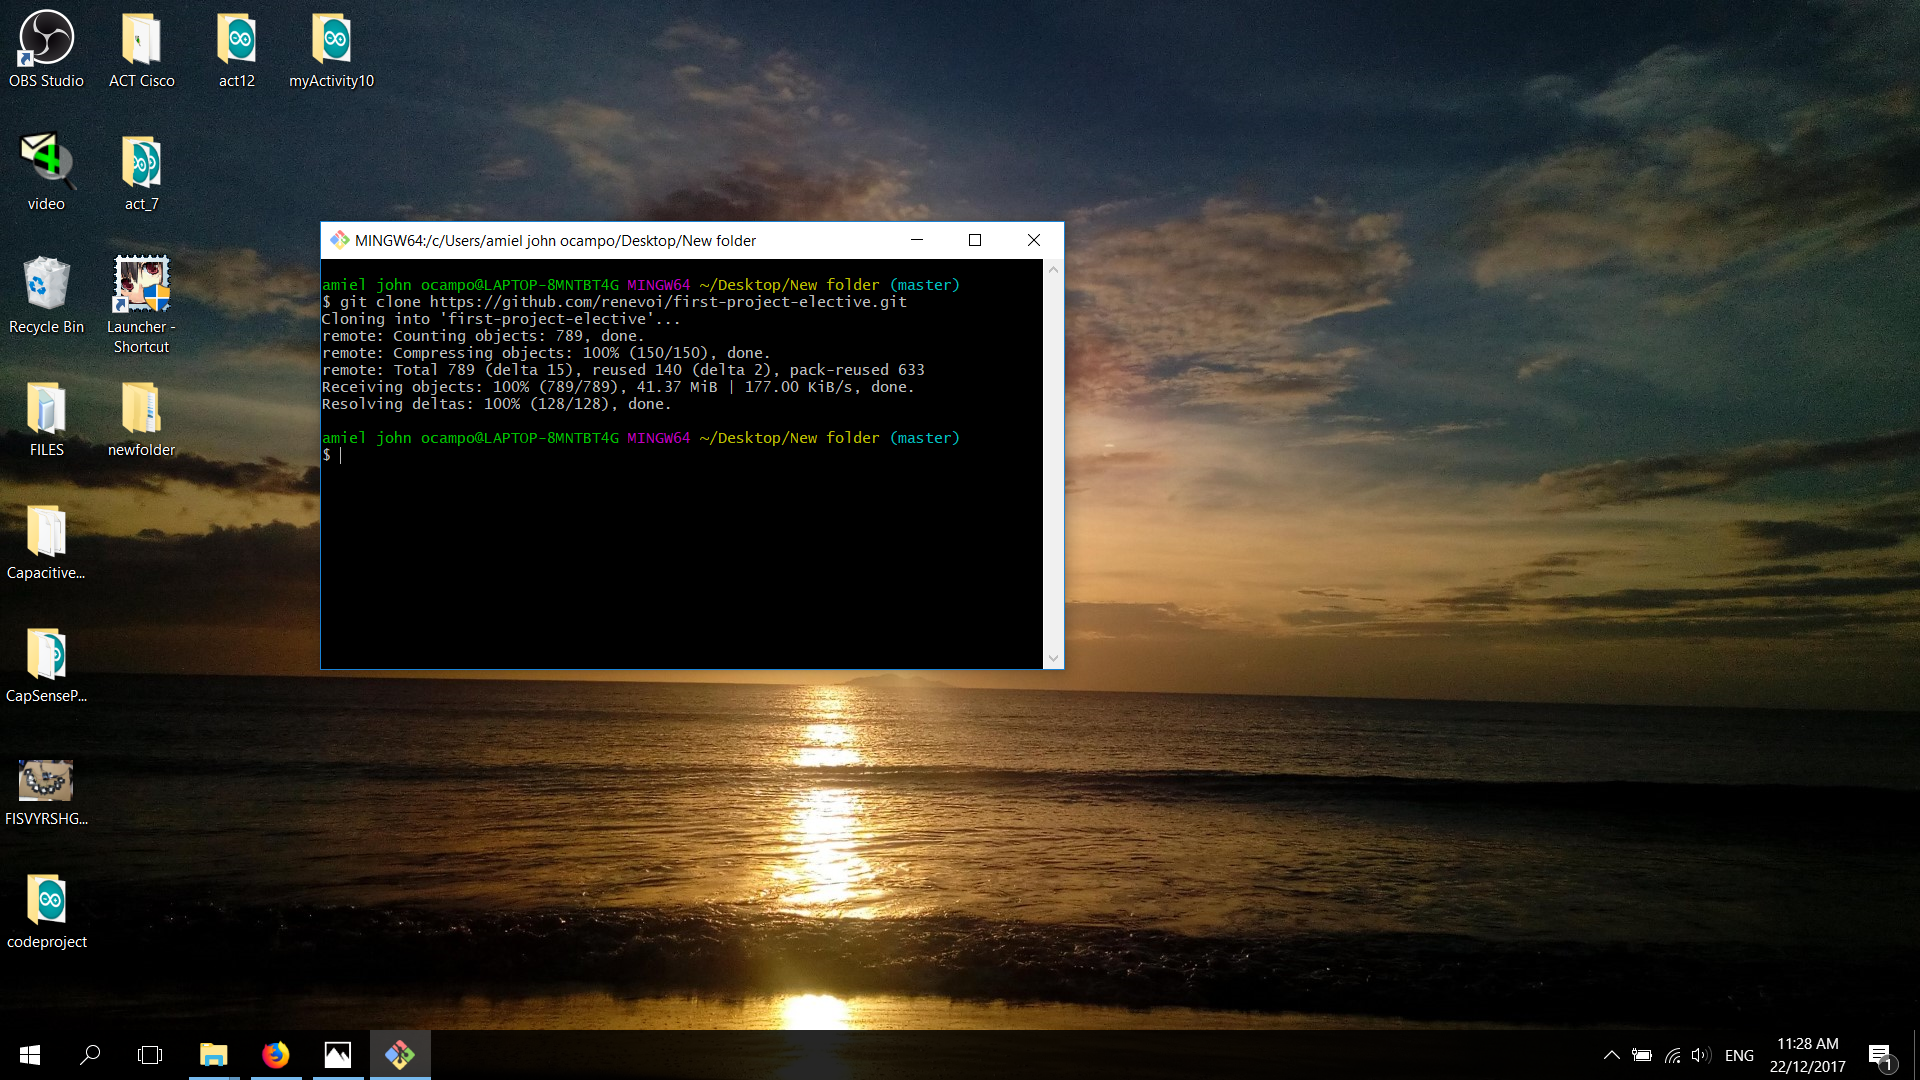 OBS Studio
ACT Cisco
act12
myActivity10
video
act_7
Recycle Bin
Launcher -
Shortcut
FILES
newfolder
Capacitive...
CapSenseP...
FISVYRSHG...
codeproject
MINGW64:/c/Users/amiel john ocampo/Desktop/New folder
amiel john ocampo@LAPTOP-8MNTBT4G MINGW64 ~/Desktop/New folder (master)
$ git clone https://github.com/renevoi/first-project-elective.git
Cloning into 'first-project-elective'...
remote: Counting objects: 789, done.
remote: Compressing objects: 100% (150/150), done.
remote: Total 789 (delta 15), reused 140 (delta 2), pack-reused 633
Receiving objects: 100% (789/789), 41.37 MiB | 177.00 KiB/s, done.
Resolving deltas: 100% (128/128), done.
amiel john ocampo@LAPTOP-8MNTBT4G MINGW64 ~/Desktop/New folder (master)
$
ENG
11:28 AM
22/12/2017
1